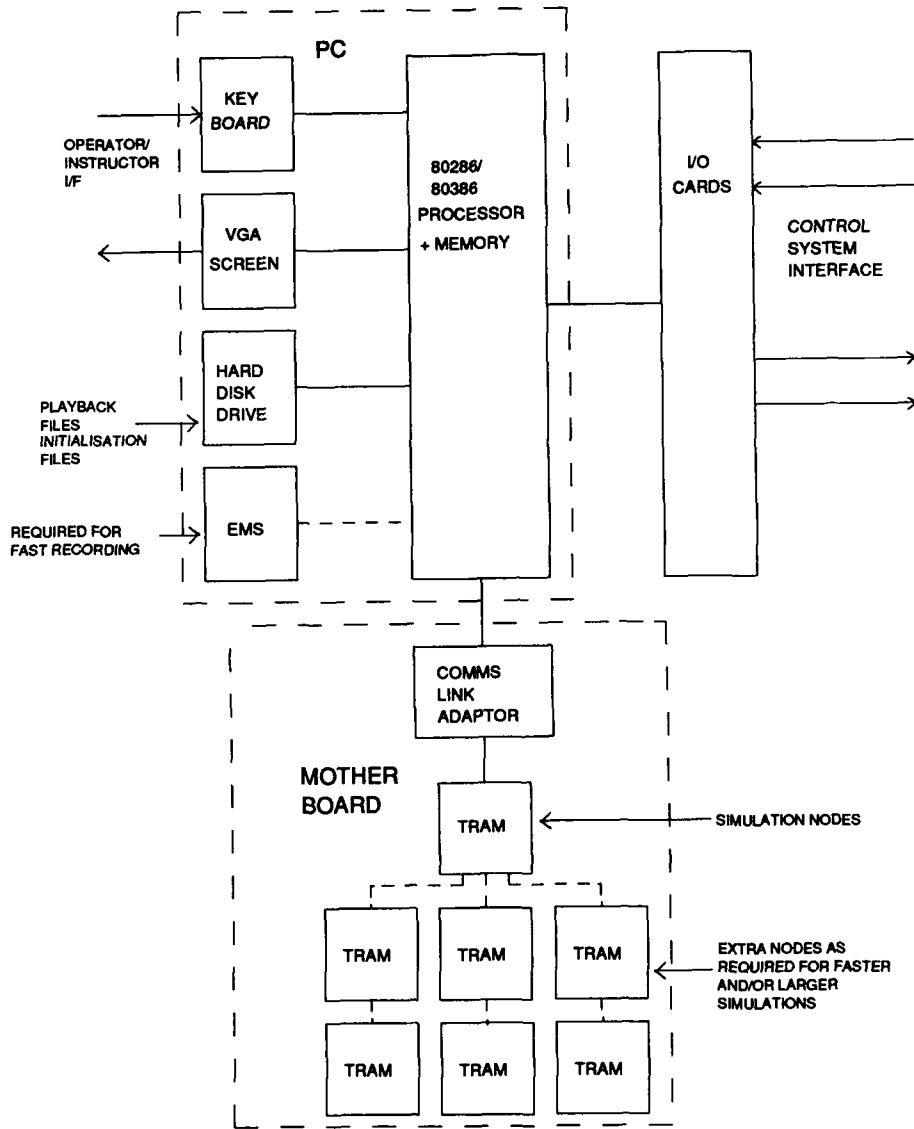 PC
KEY
BOARD
OPERATOR/
INSTRUCTOR
I/F
VGA
SCREEN
HARD
DISK
DRIVE
PLAYBACK
FILES
INITIALISATION
FILES
EMS
REQUIRED FOR
FAST RECORDING
80286/
80386
PROCESSOR
+ MEMORY
I/O
CARDS
CONTROL
SYSTEM
INTERFACE
COMMS
LINK
ADAPTOR
MOTHER
BOARD
TRAM
SIMULATION NODES
TRAM
TRAM
TRAM
EXTRA NODES AS
REQUIRED FOR FASTER
AND/OR LARGER
SIMULATIONS
TRAM
TRAM
TRAM